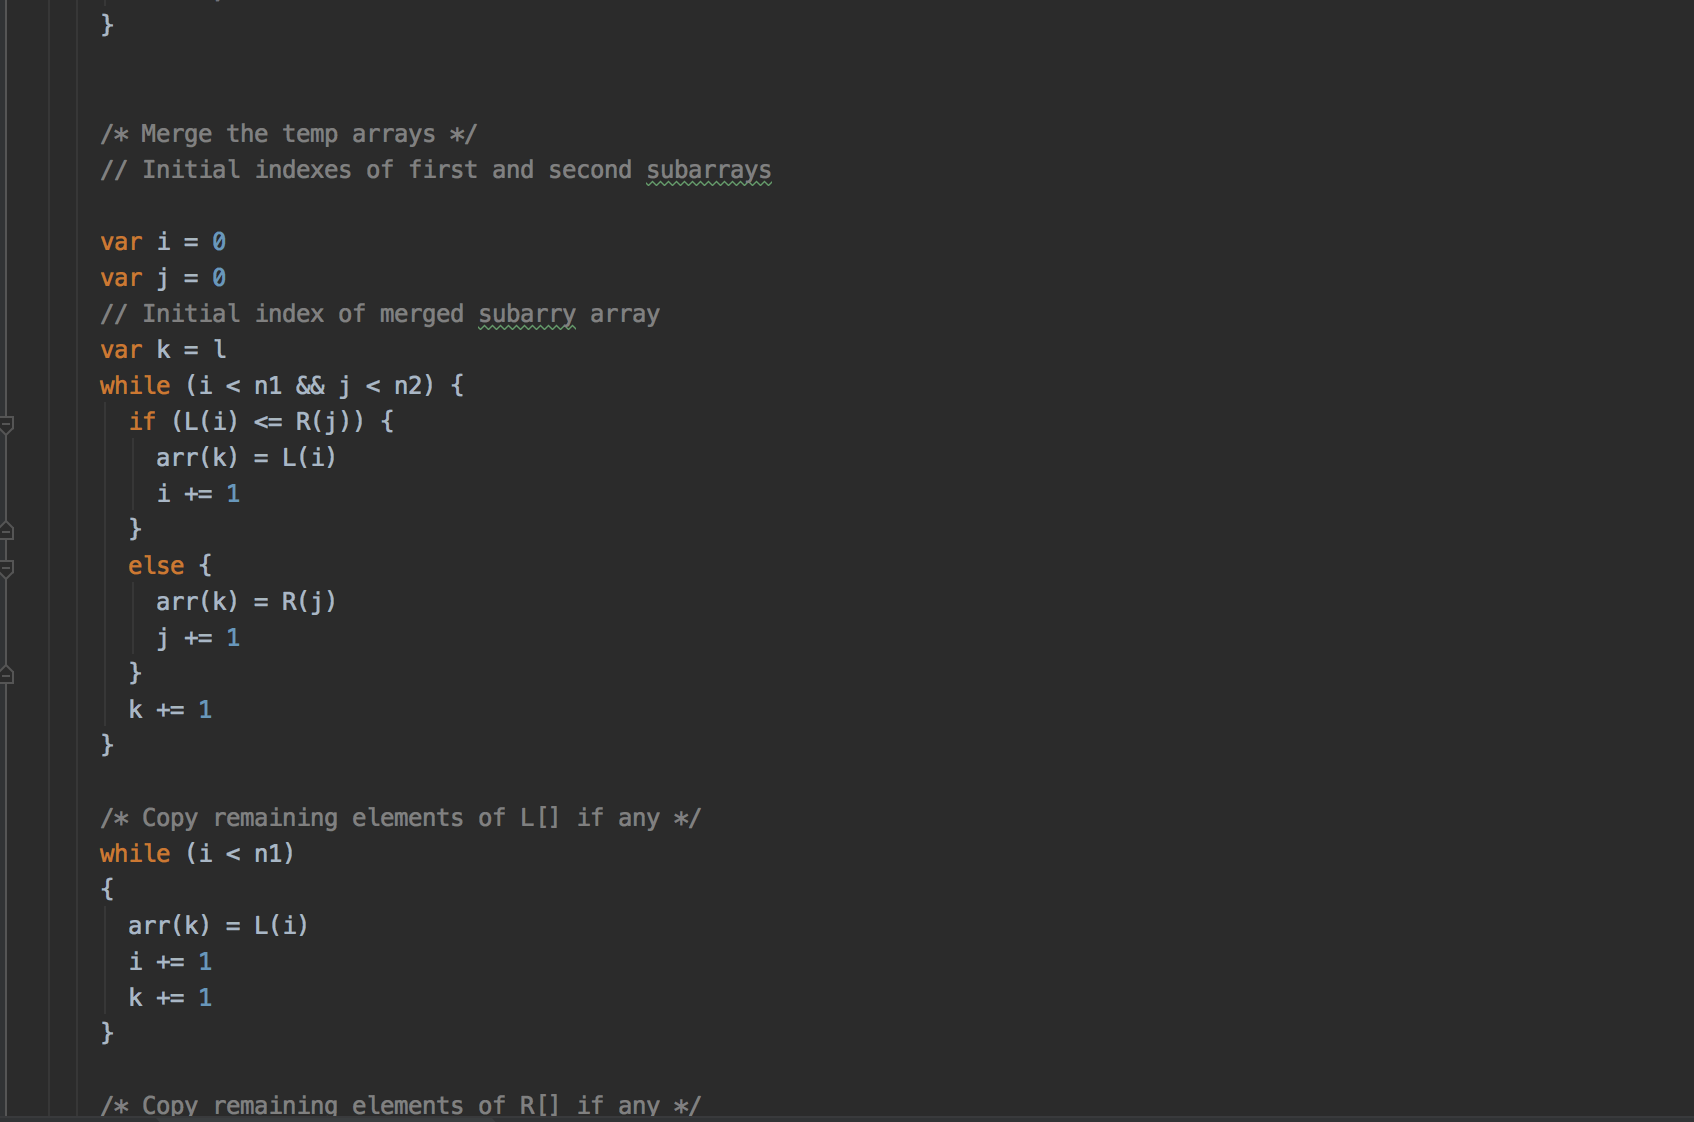 }
/* Merge the temp arrays */
// Initial indexes of first and second subarrays
var i = 0
var j = 0
// Initial index of merged subarry array
var k = l
while (i < n1 && j < n2) {
if (L(i) <= R(j)) {
arr(k) = L(i)
i += 1
}
else {
arr(k) = R(j)
j += 1
}
k += 1
}
/* Copy remaining elements of L[] if any */
while (i < n1)
{
arr(k) = L(i)
i += 1
k += 1
}
/* Copy remaining elements of R[] if any */